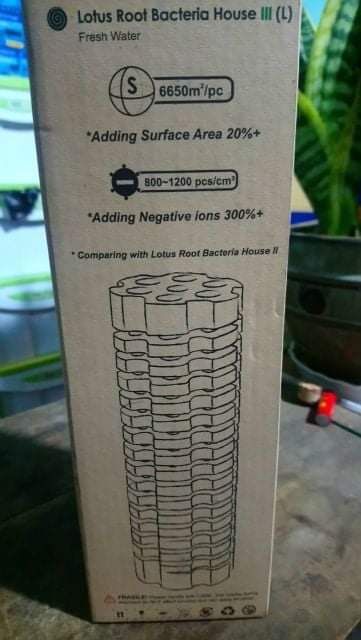 Lotus Root Bacteria House III (L)
Fresh Water
S 6650m²/pc
*Adding Surface Area 20%+
800~1200 pcs/cm³
*Adding Negative ions 300%+
* Comparing with Lotus Root Bacteria House II
FRAGILE!